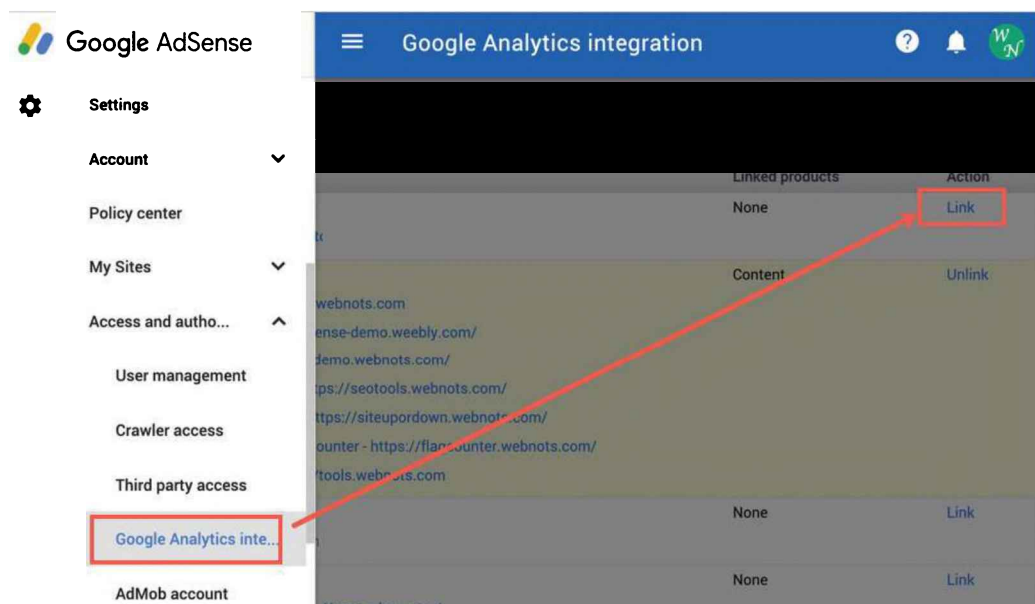 Google AdSense
Google Analytics integration
?
W
N
Settings
Account
Policy center
My Sites
Access and autho...
User management
Crawler access
Third party access
Google Analytics inte...
AdMob account
Linked products Action
None Link
Content Unlink
webnots.com
ense-demo.weebly.com/
demo.webnots.com/
tps://seotools.webnots.com/
ttps://siteupordown.webnots.com/
ounter - https://flagcounter.webnots.com/
/tools.webnots.com
None Link
None Link